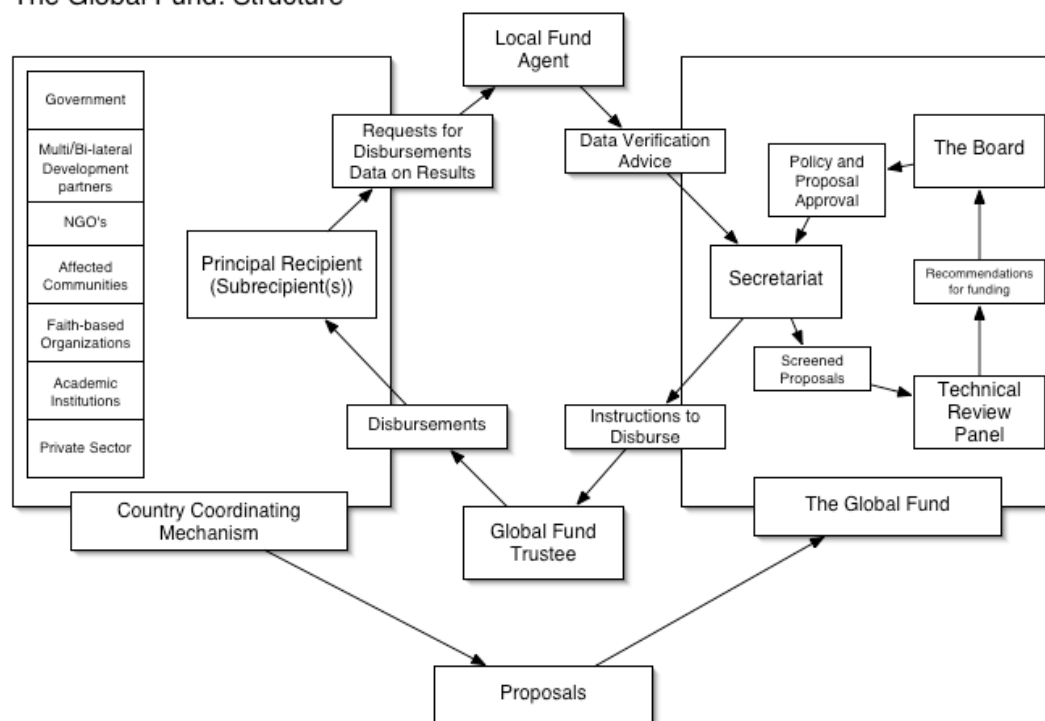 The Global Fund: Structure
Local Fund
Agent
Government
Multi/Bi-lateral
Development
partners
NGO's
Affected
Communities
Faith-based
Organizations
Academic
Institutions
Private Sector
Requests for
Disbursements
Data on Results
Data Verification
Advice
Policy and
Proposal
Approval
The Board
Principal Recipient
(Subrecipient(s))
Secretariat
Recommendations
for funding
Screened
Proposals
Technical
Review
Panel
Disbursements
Instructions to
Disburse
Country Coordinating
Mechanism
Global Fund
Trustee
The Global Fund
Proposals